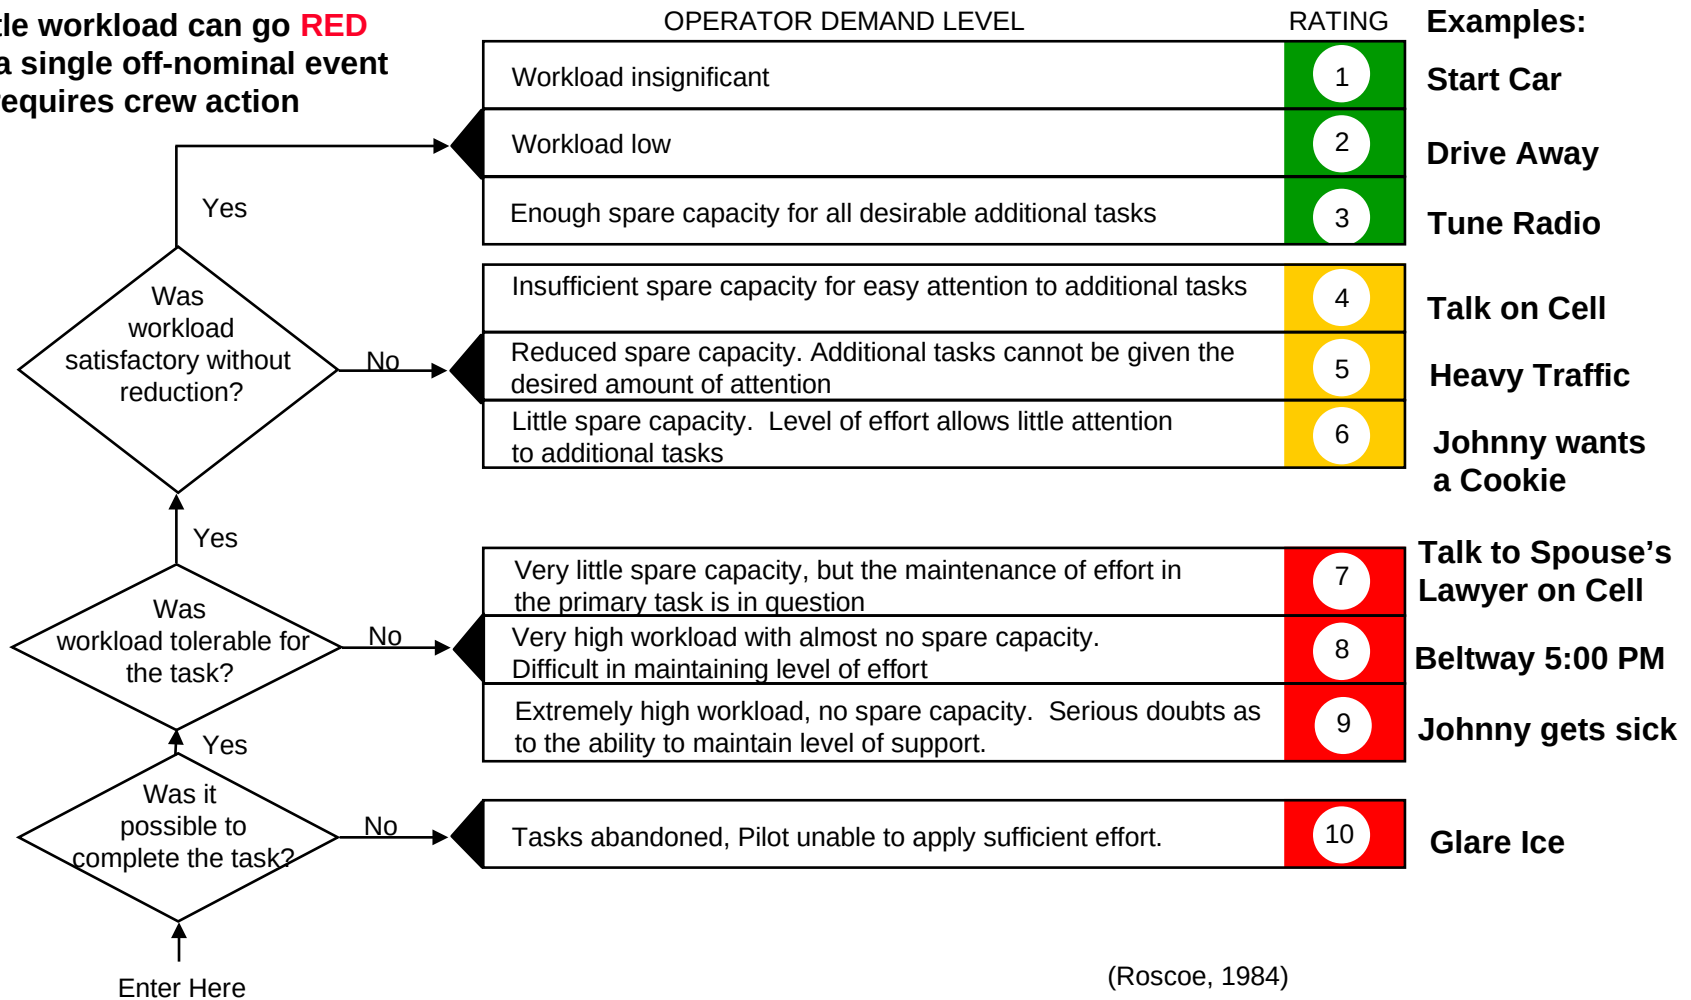 tle workload can go RED
a single off-nominal event
requires crew action
OPERATOR DEMAND LEVEL
RATING
Examples:
Workload insignificant
1
Start Car
Workload low
2
Drive Away
Enough spare capacity for all desirable additional tasks
3
Tune Radio
Yes
Was
workload
satisfactory without
reduction?
No
Insufficient spare capacity for easy attention to additional tasks
4
Talk on Cell
Reduced spare capacity. Additional tasks cannot be given the
desired amount of attention
5
Heavy Traffic
Little spare capacity.  Level of effort allows little attention
to additional tasks
6
Johnny wants
a Cookie
Yes
Was
workload tolerable for
the task?
No
Very little spare capacity, but the maintenance of effort in
the primary task is in question
7
Talk to Spouse’s
Lawyer on Cell
Very high workload with almost no spare capacity.
Difficult in maintaining level of effort
8
Beltway 5:00 PM
Extremely high workload, no spare capacity.  Serious doubts as
to the ability to maintain level of support.
9
Johnny gets sick
Yes
Was it
possible to
complete the task?
No
Tasks abandoned, Pilot unable to apply sufficient effort.
10
Glare Ice
Enter Here
(Roscoe, 1984)